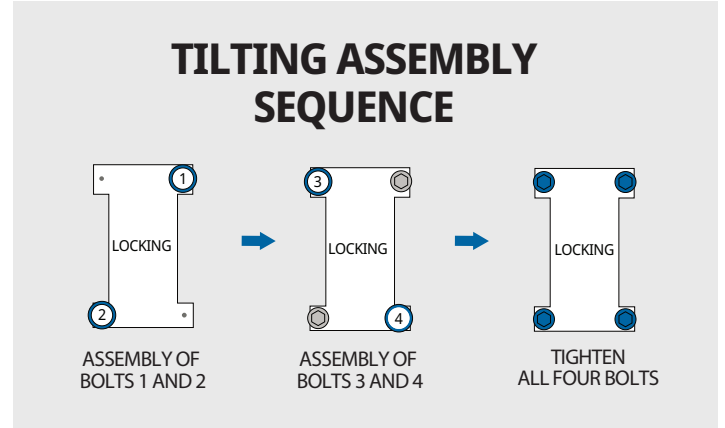 TILTING ASSEMBLY
SEQUENCE
1
LOCKING
2
ASSEMBLY OF
BOLTS 1 AND 2
3
LOCKING
4
ASSEMBLY OF
BOLTS 3 AND 4
LOCKING
TIGHTEN
ALL FOUR BOLTS